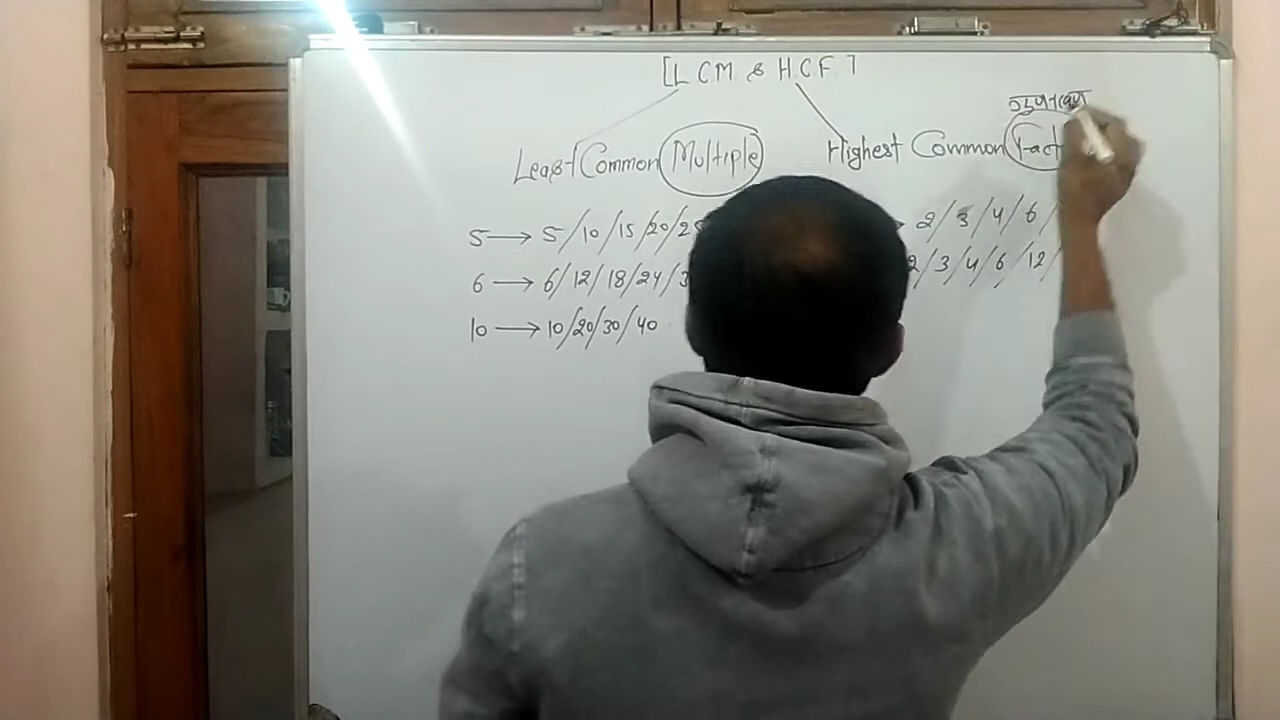 [LCM & HCF]
Least Common Multiple
Highest Common Fact
5 → 5/10/15/20/25
6 → 6/12/18/24/3
10 → 10/20/30/40
2/3/4/6/
2/3/4/6/12/